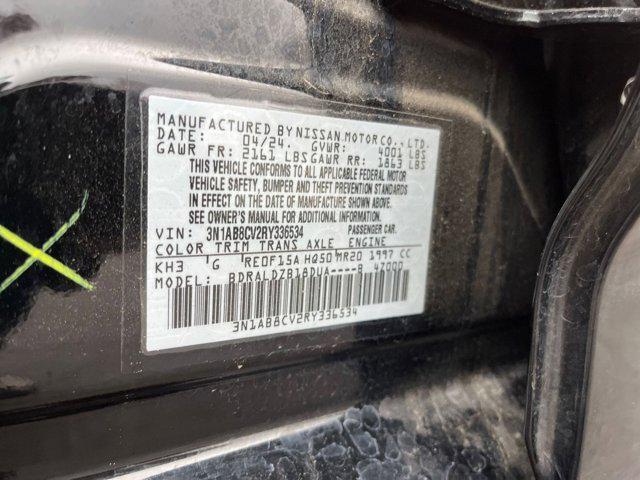 MANUFACTURED BY NISSAN MOTOR CO., LTD.
DATE: 04/24. GVWR: 4001 LBS
GAWR FR: 2161 LBS GAWR RR: 1863 LBS
THIS VEHICLE CONFORMS TO ALL APPLICABLE FEDERAL MOTOR
VEHICLE SAFETY, BUMPER AND THEFT PREVENTION STANDARDS
IN EFFECT ON THE DATE OF MANUFACTURE SHOWN ABOVE.
SEE OWNER'S MANUAL FOR ADDITIONAL INFORMATION.
VIN: 3N1AB8CV2RY336534 PASSENGER CAR.
COLOR TRIM TRANS AXLE ENGINE
KH3 'G RE0F15A HQ50 MR20 1997 CC
MODEL: BDRALDZB18DUA----B 47000
3N1AB8CV2RY336534